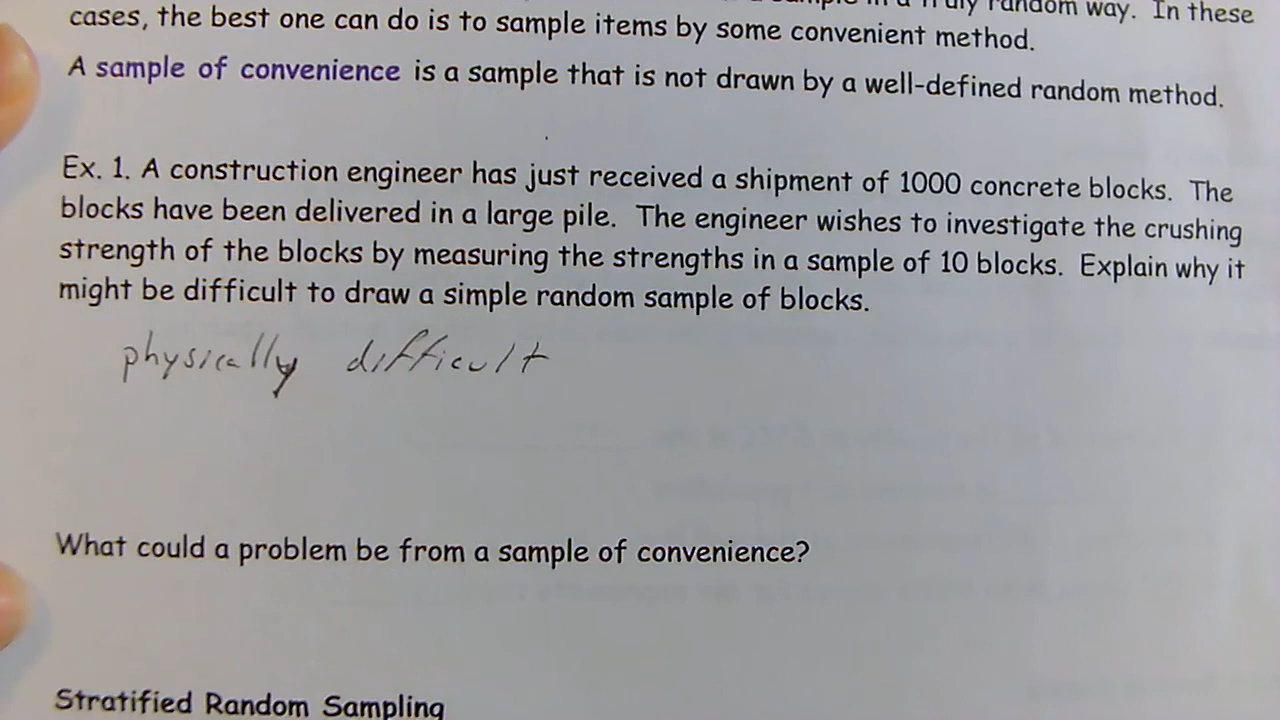 random way. In these
cases, the best one can do is to sample items by some convenient method.
A sample of convenience is a sample that is not drawn by a well-defined random method.
Ex. 1. A construction engineer has just received a shipment of 1000 concrete blocks. The
blocks have been delivered in a large pile. The engineer wishes to investigate the crushing
strength of the blocks by measuring the strengths in a sample of 10 blocks. Explain why it
might be difficult to draw a simple random sample of blocks.
physically difficult
What could a problem be from a sample of convenience?
Stratified Random Sampling